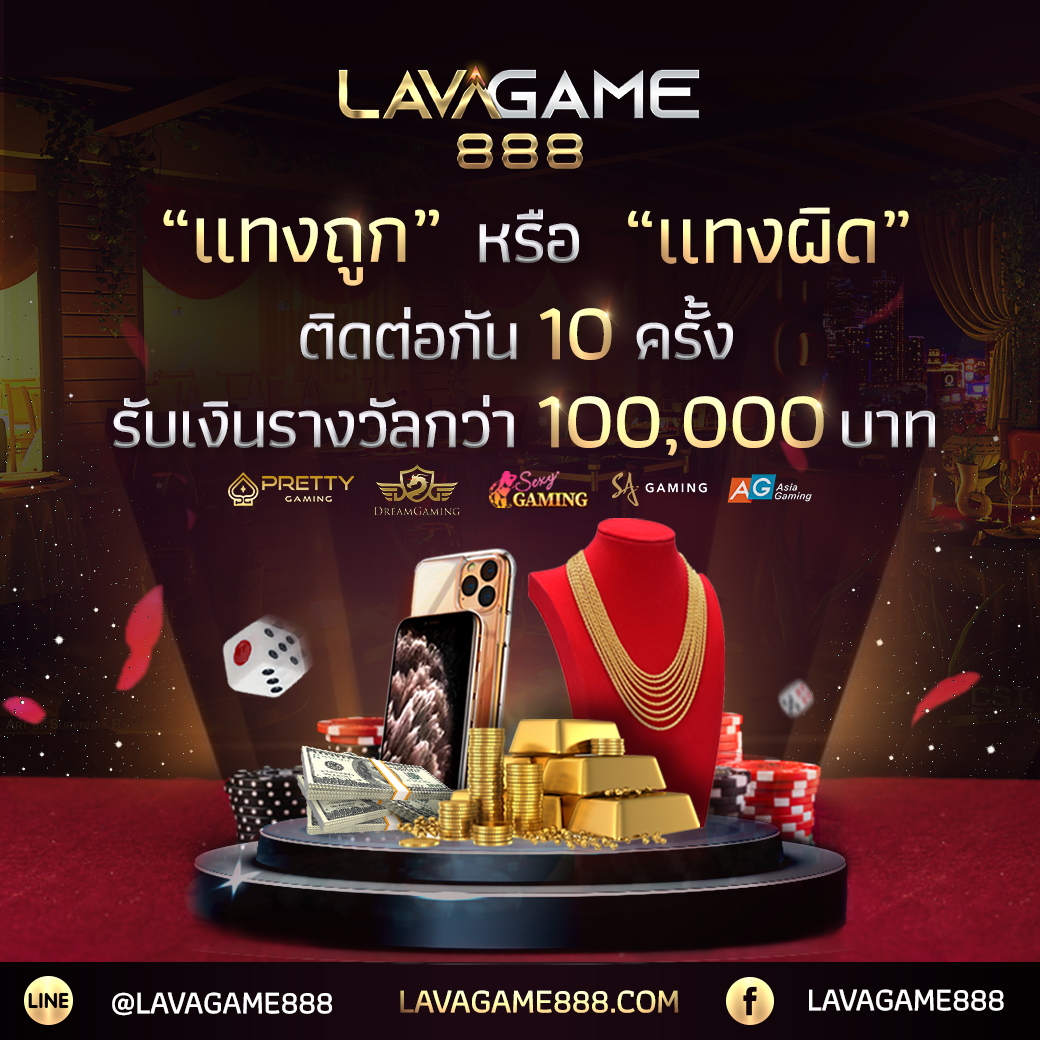 LAVAGAME
888
“แทงถูก” หรือ “แทงผิด”
ติดต่อกัน 10 ครั้ง
รับเงินรางวัลกว่า 100,000 บาท
PRETTY GAMING
DREAMGAMING
Sexy GAMING
SA GAMING
AG Asia Gaming
LINE @LAVAGAME888 LAVAGAME888.COM f LAVAGAME888